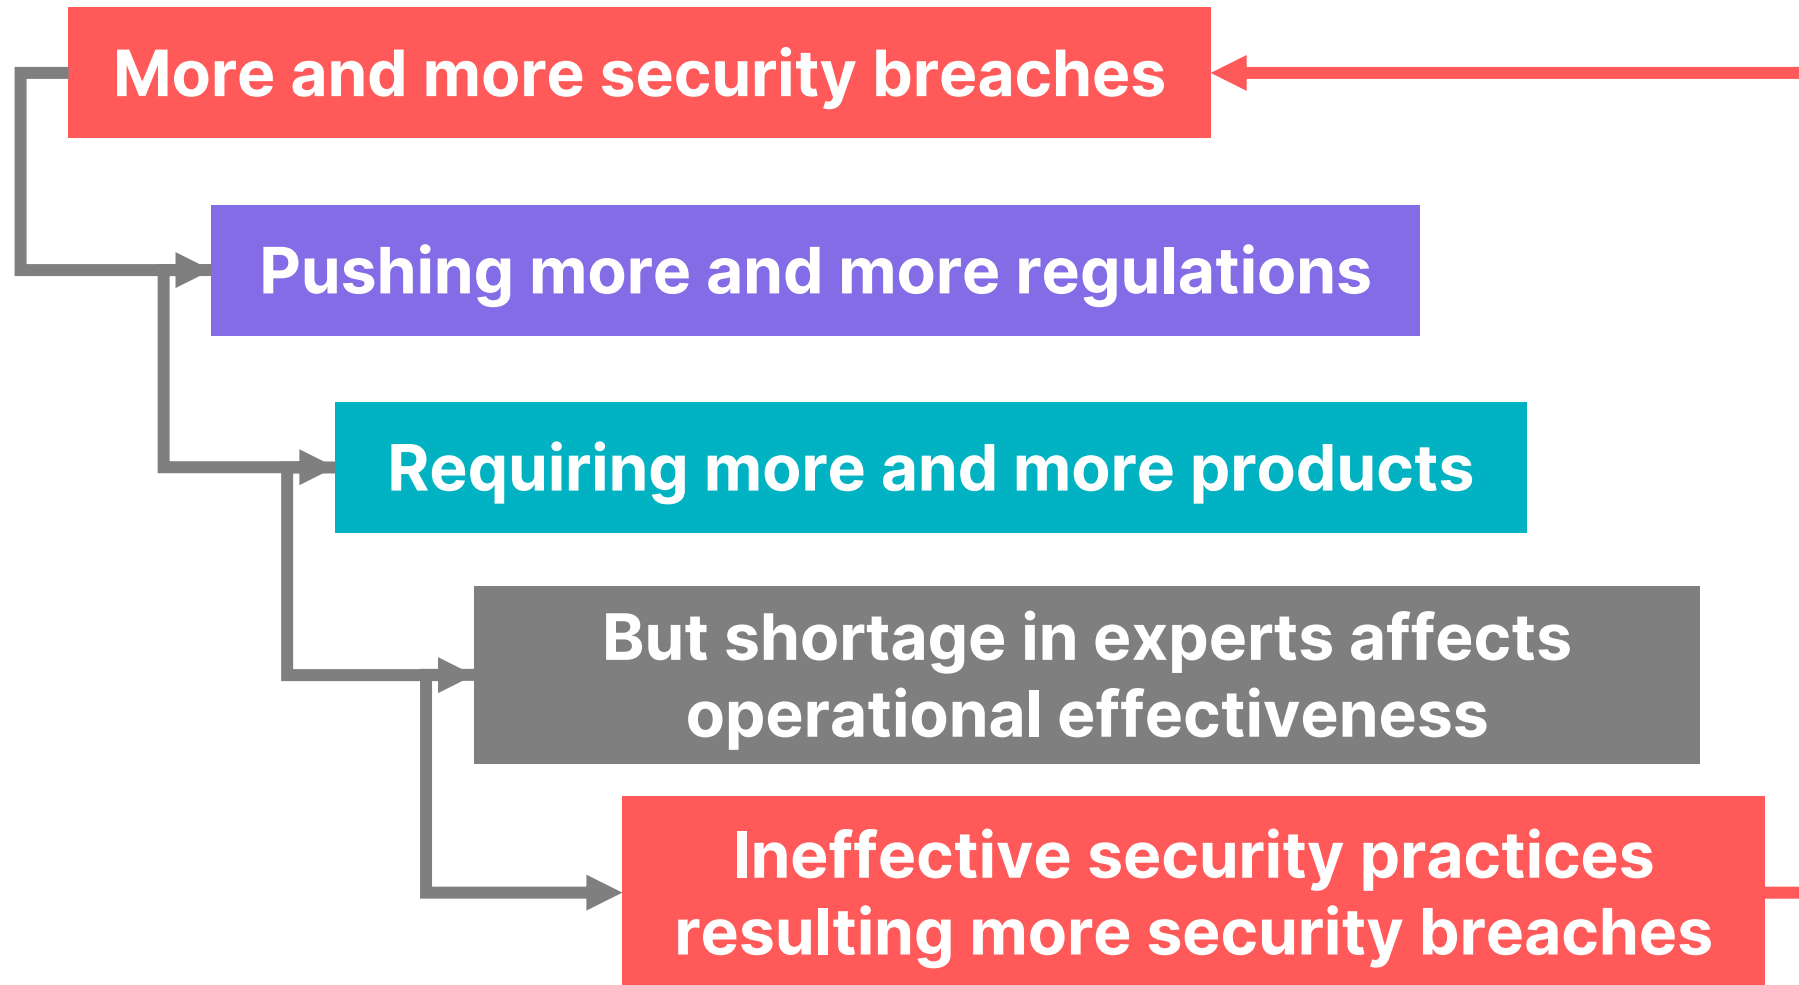 More and more security breaches
Pushing more and more regulations
Requiring more and more products
But shortage in experts affects
operational effectiveness
Ineffective security practices
resulting more security breaches